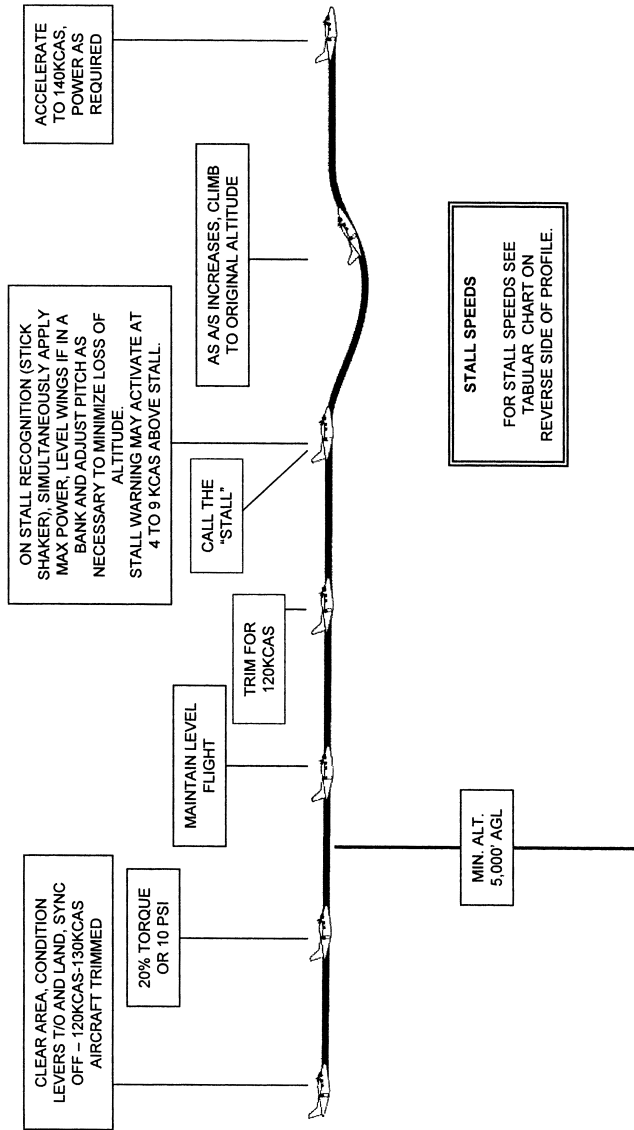 CLEAR AREA, CONDITION
LEVERS T/O AND LAND, SYNC
OFF – 120KCAS-130KCAS
AIRCRAFT TRIMMED
20% TORQUE
OR 10 PSI
MAINTAIN LEVEL
FLIGHT
TRIM FOR
120KCAS
ON STALL RECOGNITION (STICK
SHAKER), SIMULTANEOUSLY APPLY
MAX POWER, LEVEL WINGS IF IN A
BANK AND ADJUST PITCH AS
NECESSARY TO MINIMIZE LOSS OF
ALTITUDE.
STALL WARNING MAY ACTIVATE AT
4 TO 9 KCAS ABOVE STALL.
CALL THE
"STALL"
AS A/S INCREASES, CLIMB
TO ORIGINAL ALTITUDE
ACCELERATE
TO 140KCAS,
POWER AS
REQUIRED
MIN. ALT.
5,000' AGL
STALL SPEEDS
FOR STALL SPEEDS SEE
TABULAR CHART ON
REVERSE SIDE OF PROFILE.